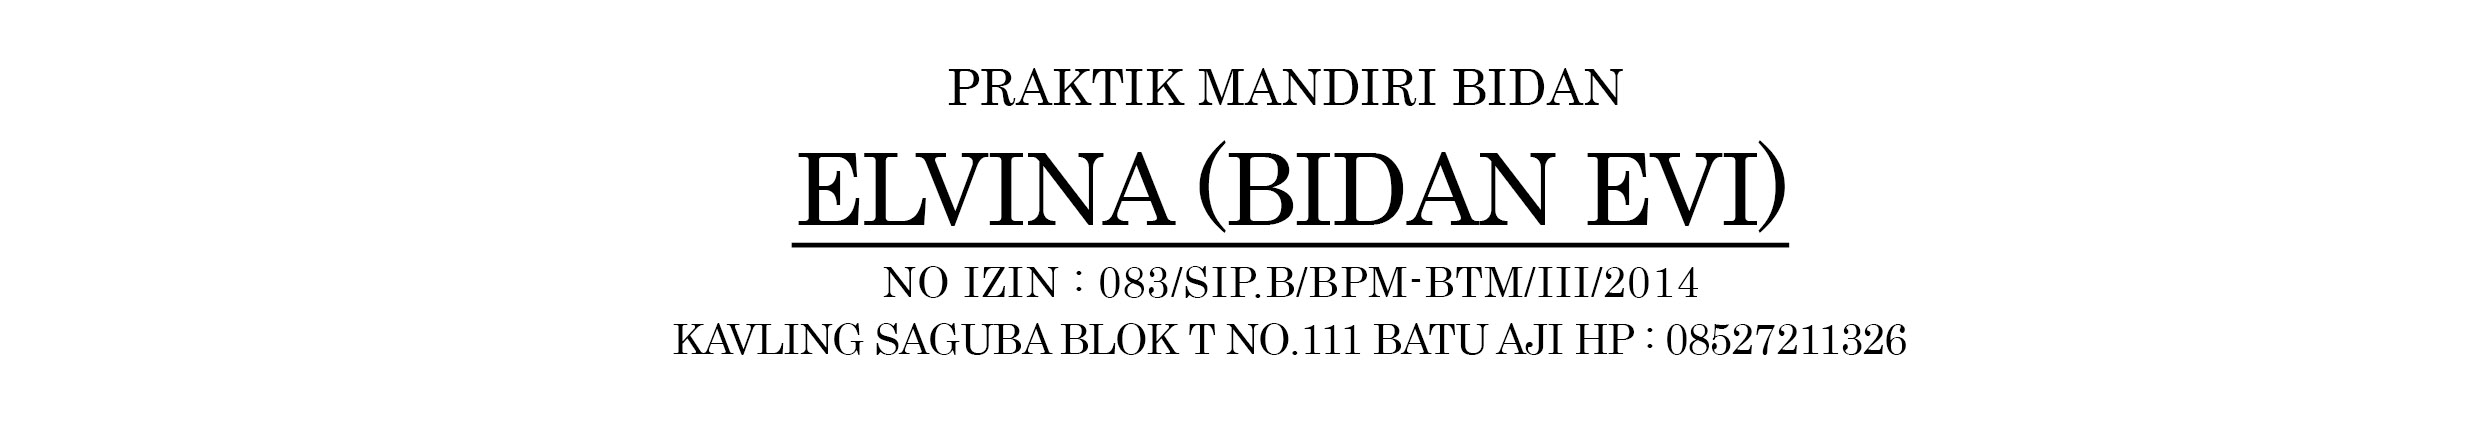 PRAKTIK MANDIRI BIDAN
ELVINA (BIDAN EVI)
NO IZIN : 083/SIP.B/BPM-BTM/III/2014
KAVLING SAGUBA BLOK T NO.111 BATU AJI HP : 08527211326